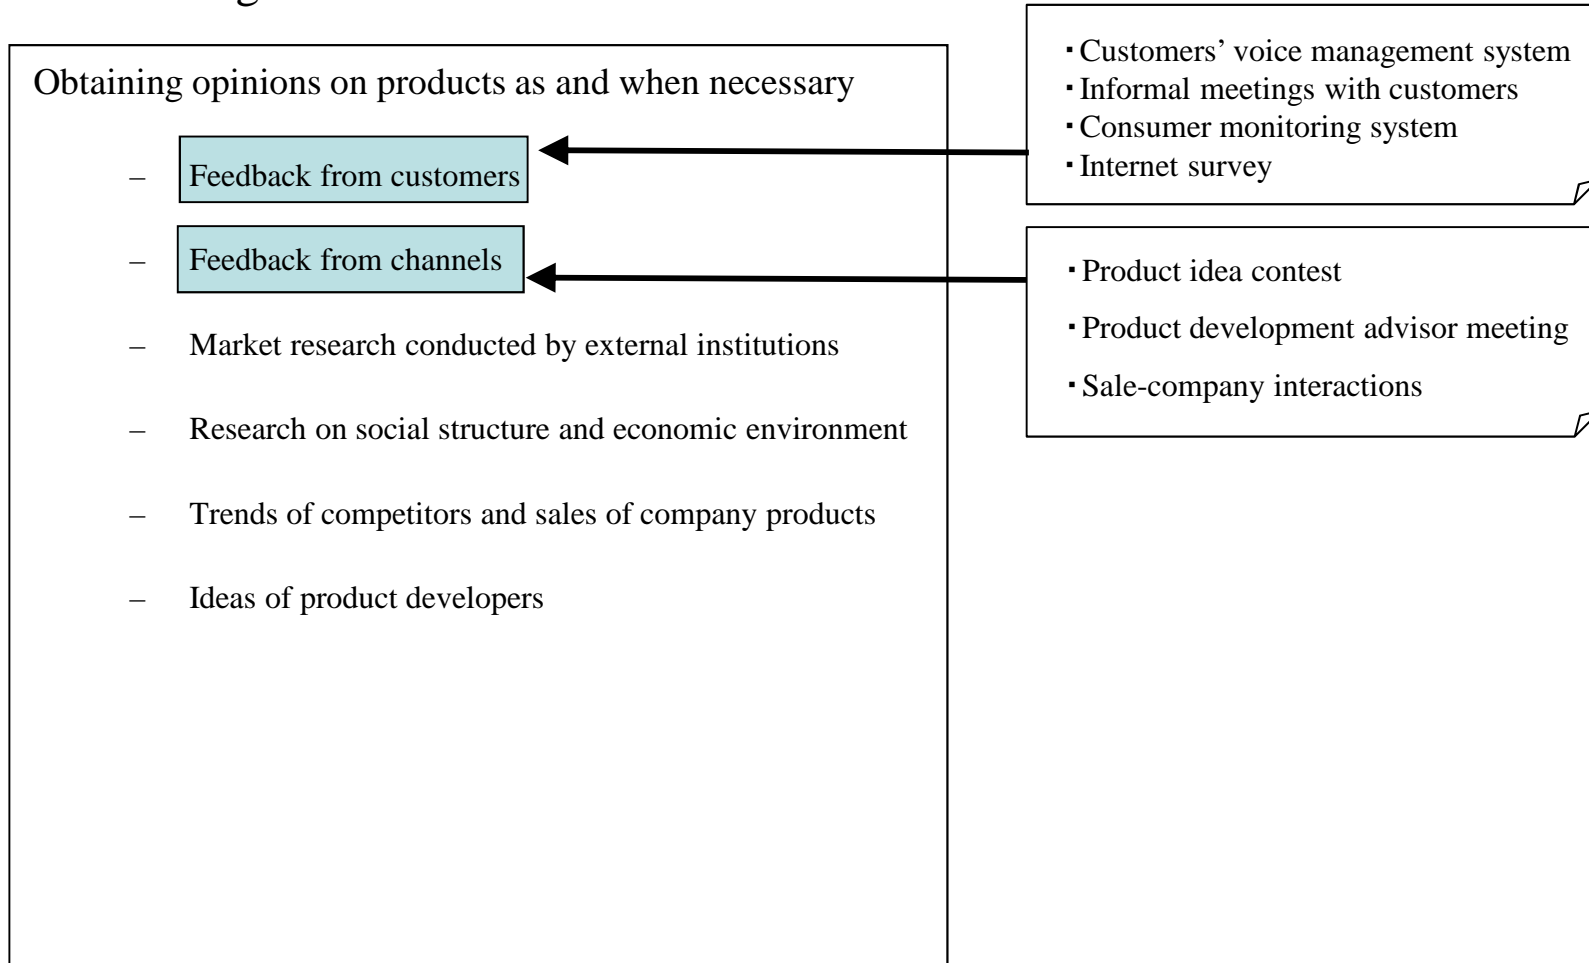 Obtaining opinions on products as and when necessary
– Feedback from customers
– Feedback from channels
– Market research conducted by external institutions
– Research on social structure and economic environment
– Trends of competitors and sales of company products
– Ideas of product developers
・Customers’ voice management system
・Informal meetings with customers
・Consumer monitoring system
・Internet survey
・Product idea contest
・Product development advisor meeting
・Sale-company interactions